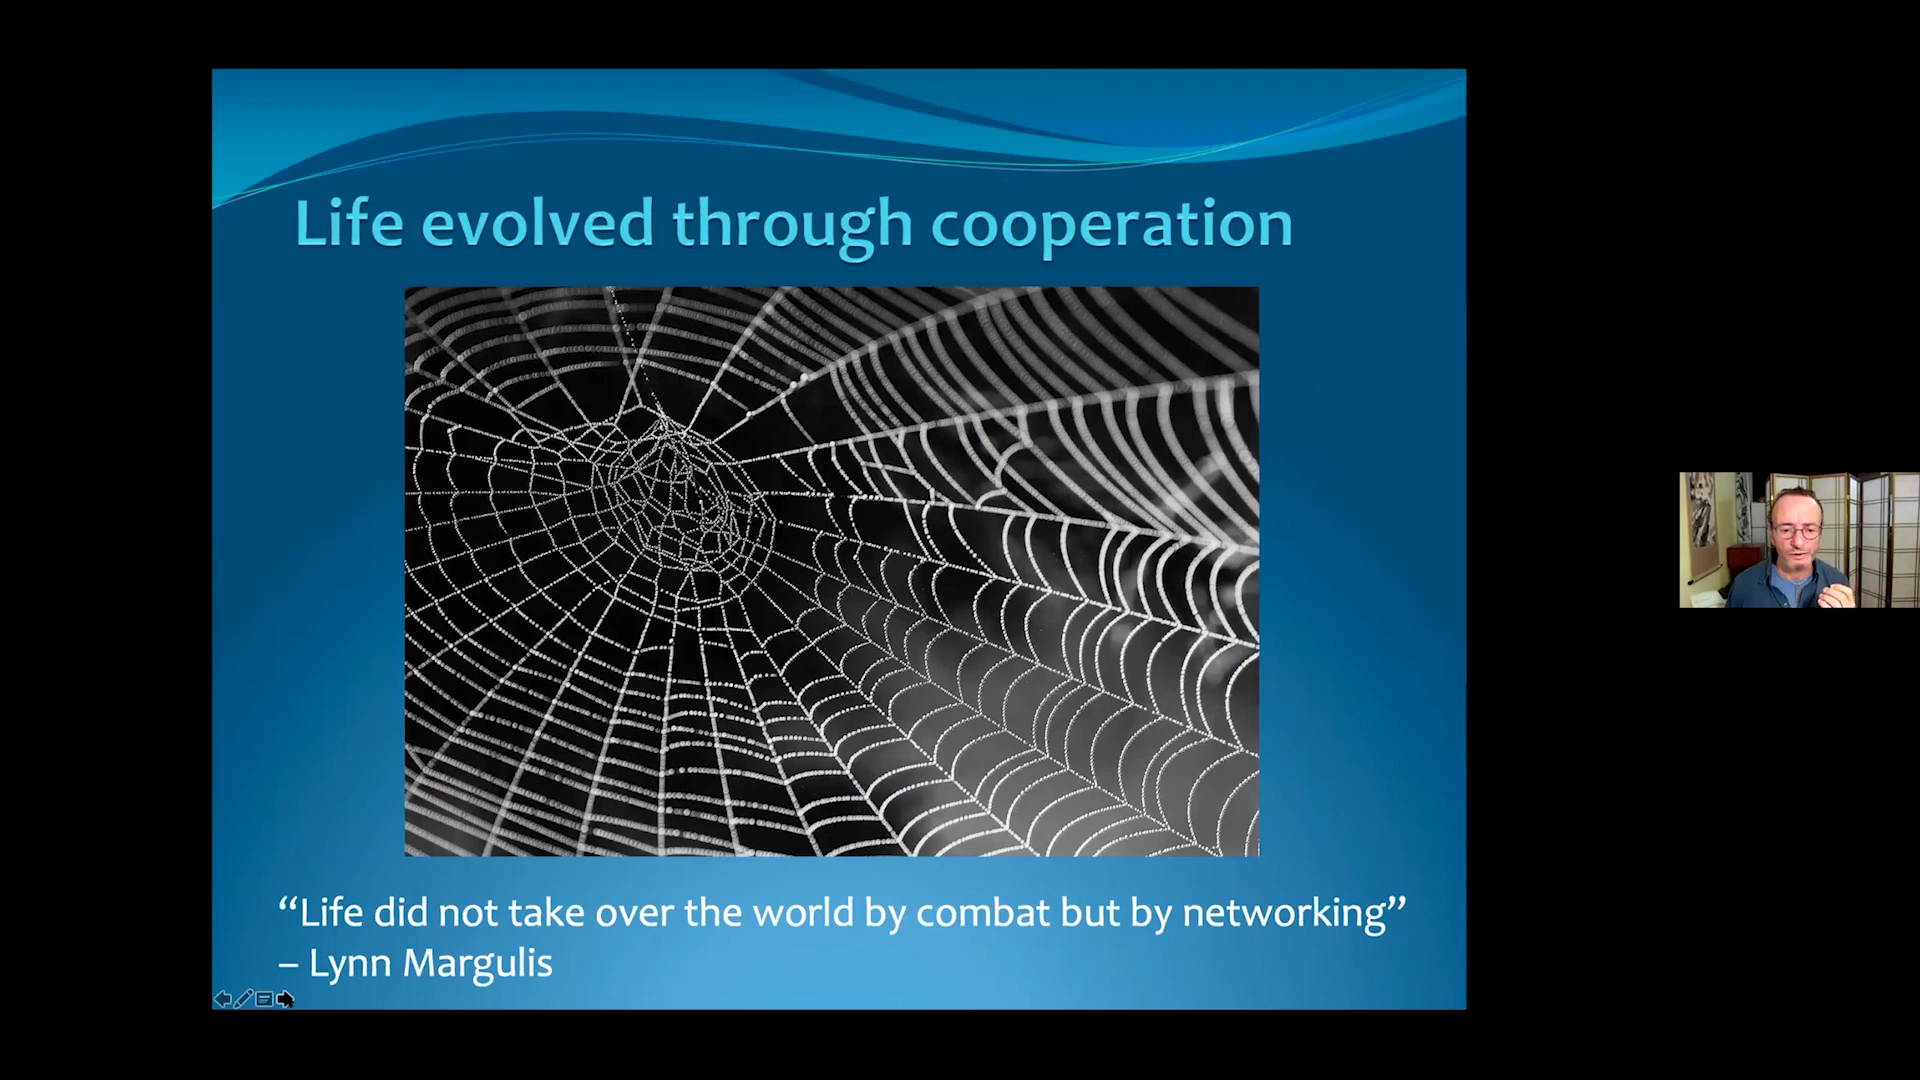 Life evolved through cooperation
“Life did not take over the world by combat but by networking”
– Lynn Margulis